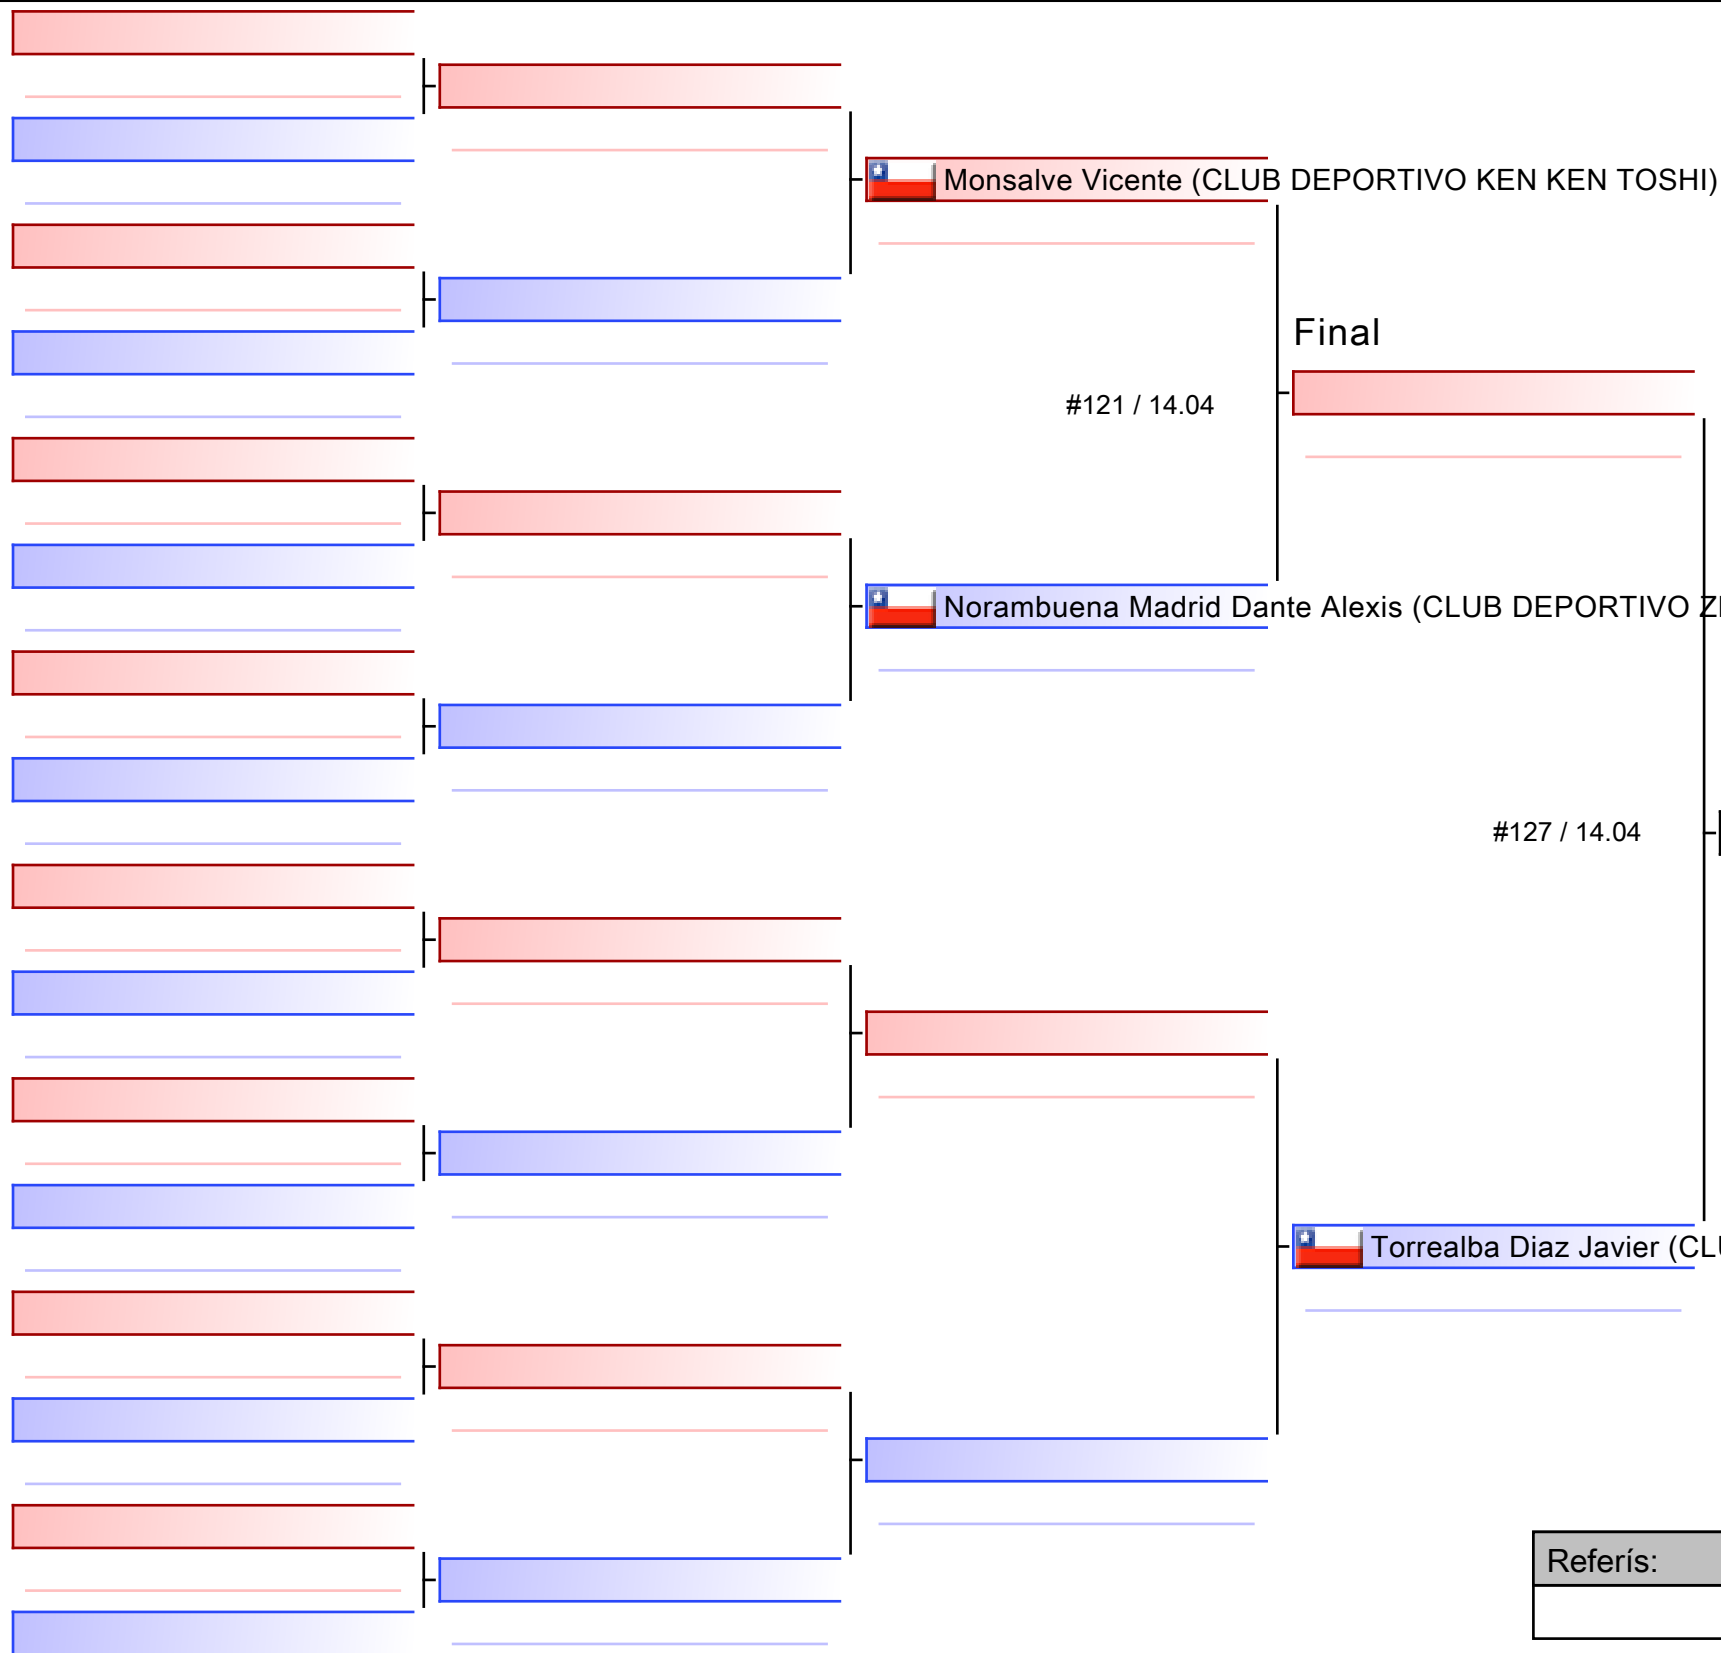 Monsalve Vicente (CLUB DEPORTIVO KEN KEN TOSHI)
Final
#121 / 14.04
Norambuena Madrid Dante Alexis (CLUB DEPORTIVO
#127 / 14.04
Torrealba Diaz Javier
Referís: